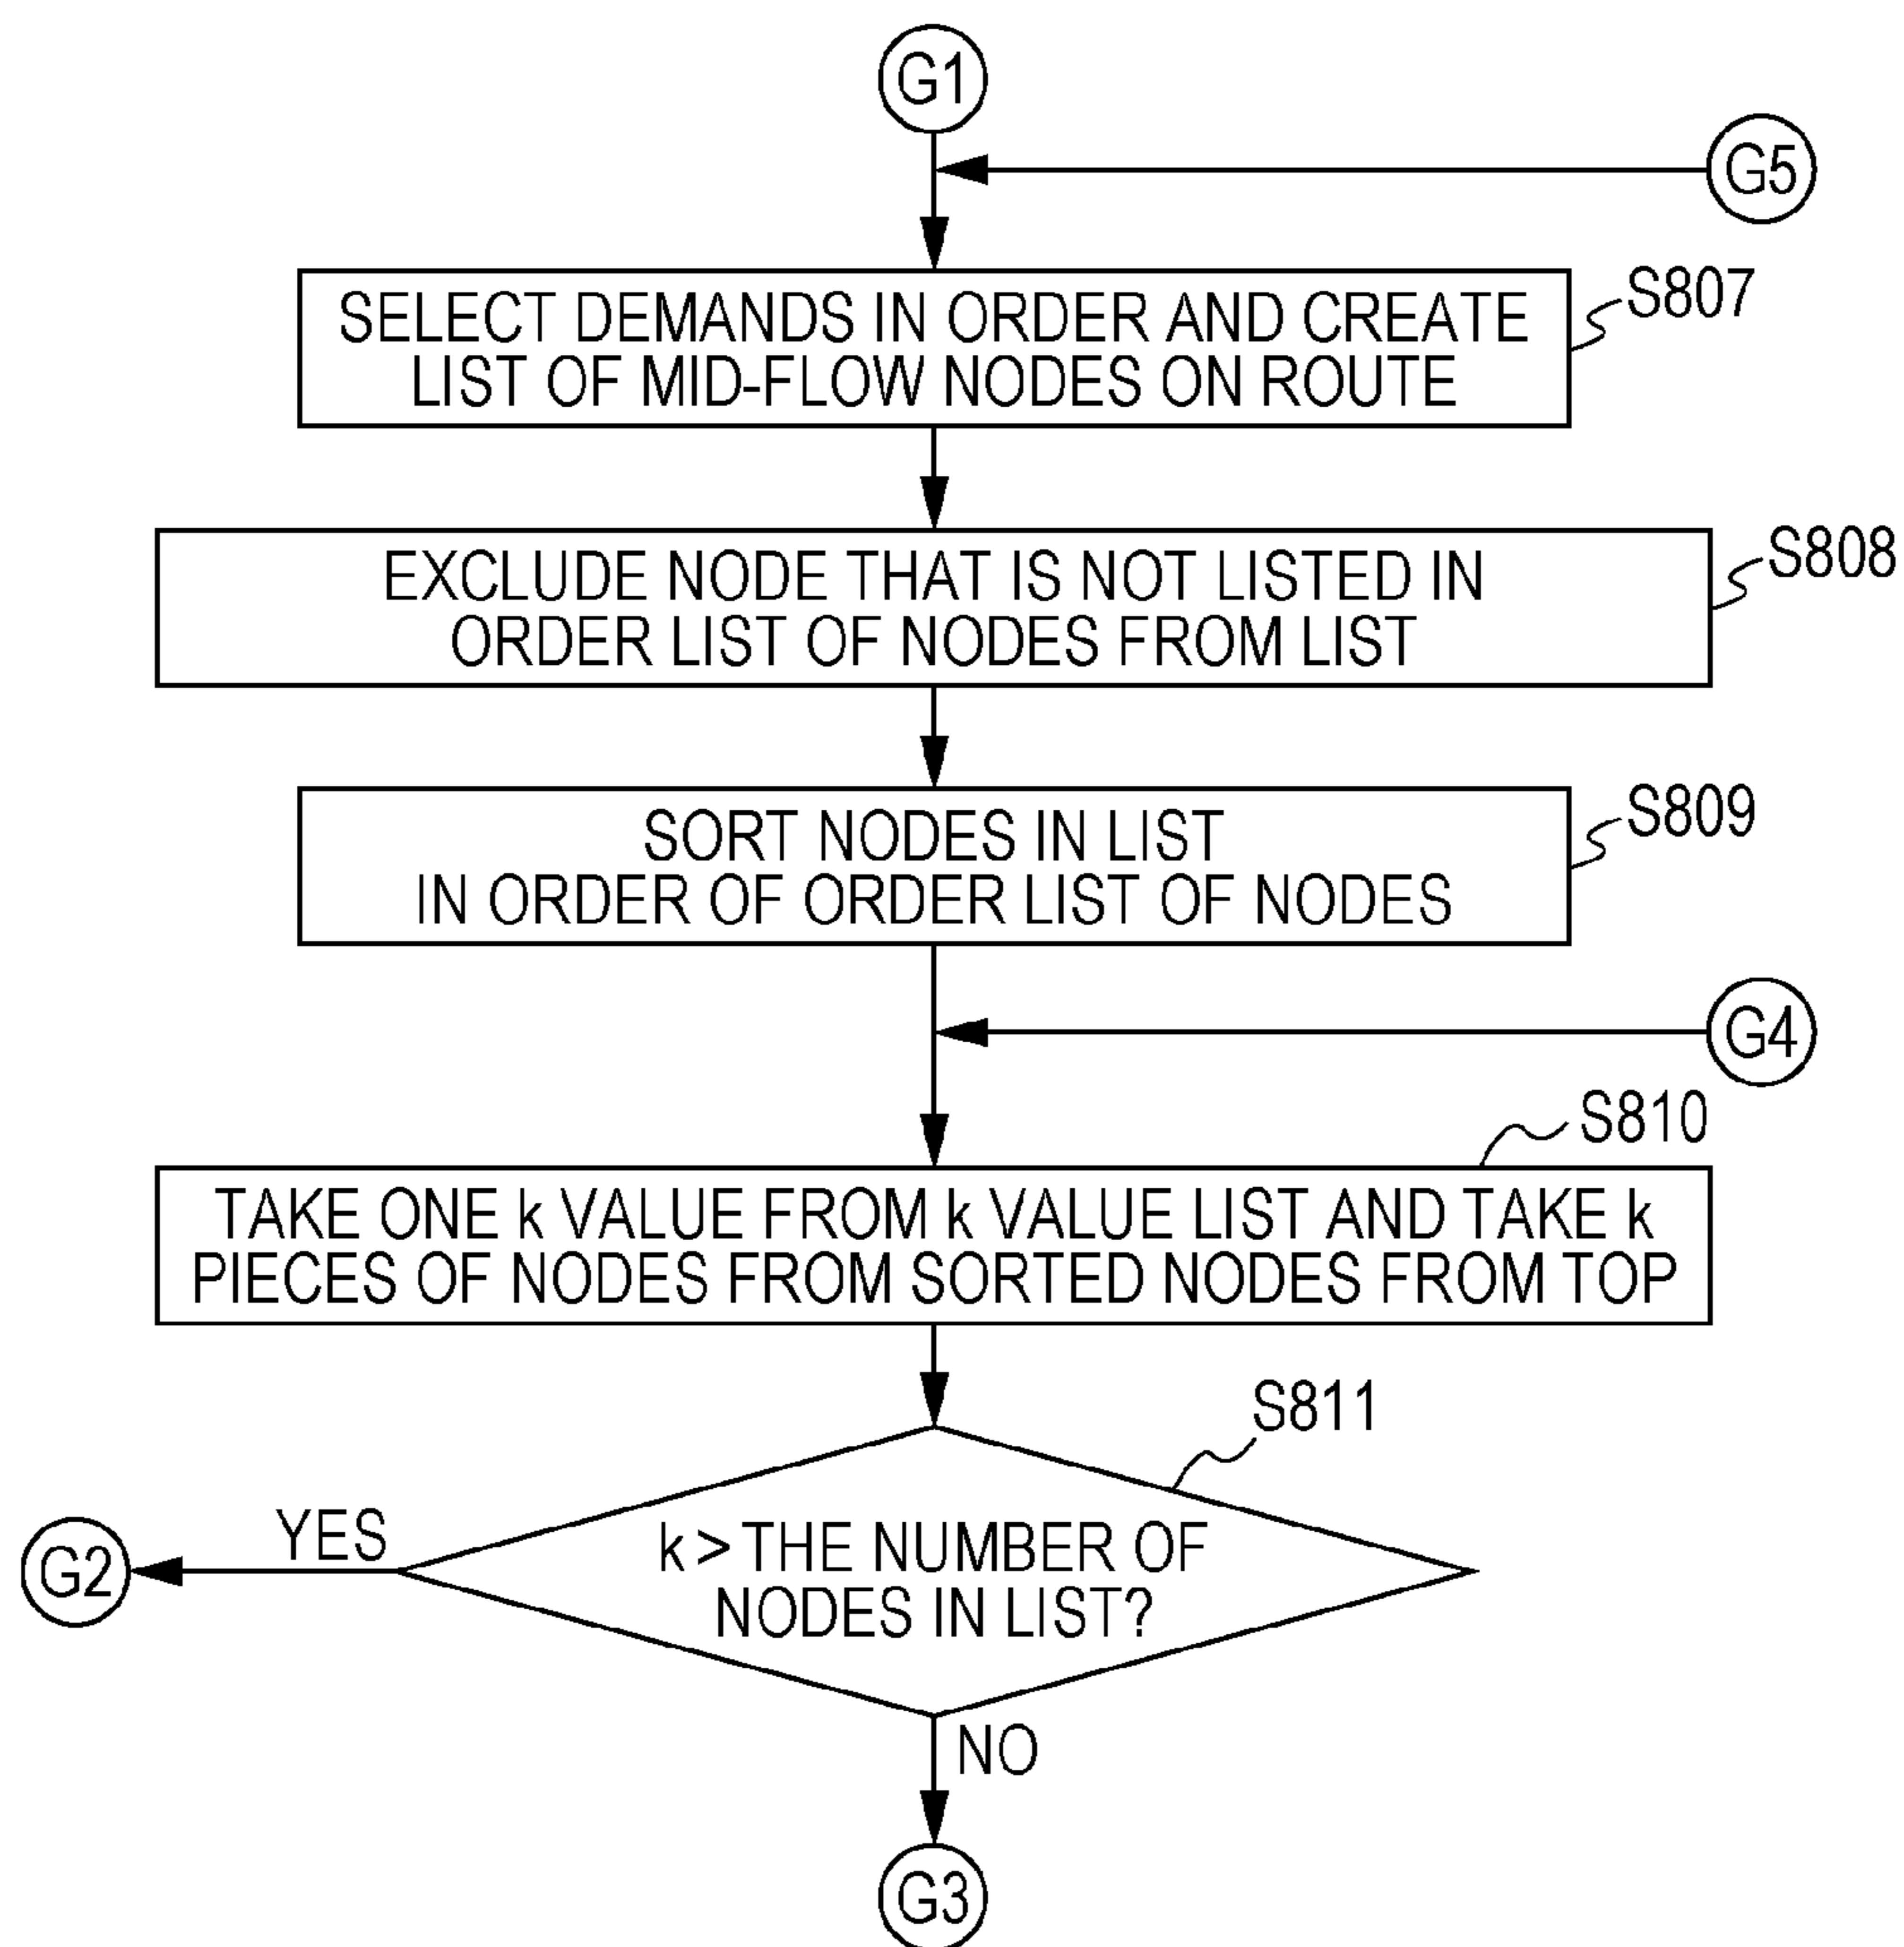 G1
G5
S807
SELECT DEMANDS IN ORDER AND CREATE
LIST OF MID-FLOW NODES ON ROUTE
S808
EXCLUDE NODE THAT IS NOT LISTED IN
ORDER LIST OF NODES FROM LIST
S809
SORT NODES IN LIST
IN ORDER OF ORDER LIST OF NODES
G4
S810
TAKE ONE k VALUE FROM k VALUE LIST AND TAKE k
PIECES OF NODES FROM SORTED NODES FROM TOP
S811
YES
G2
k > THE NUMBER OF
NODES IN LIST?
NO
G3